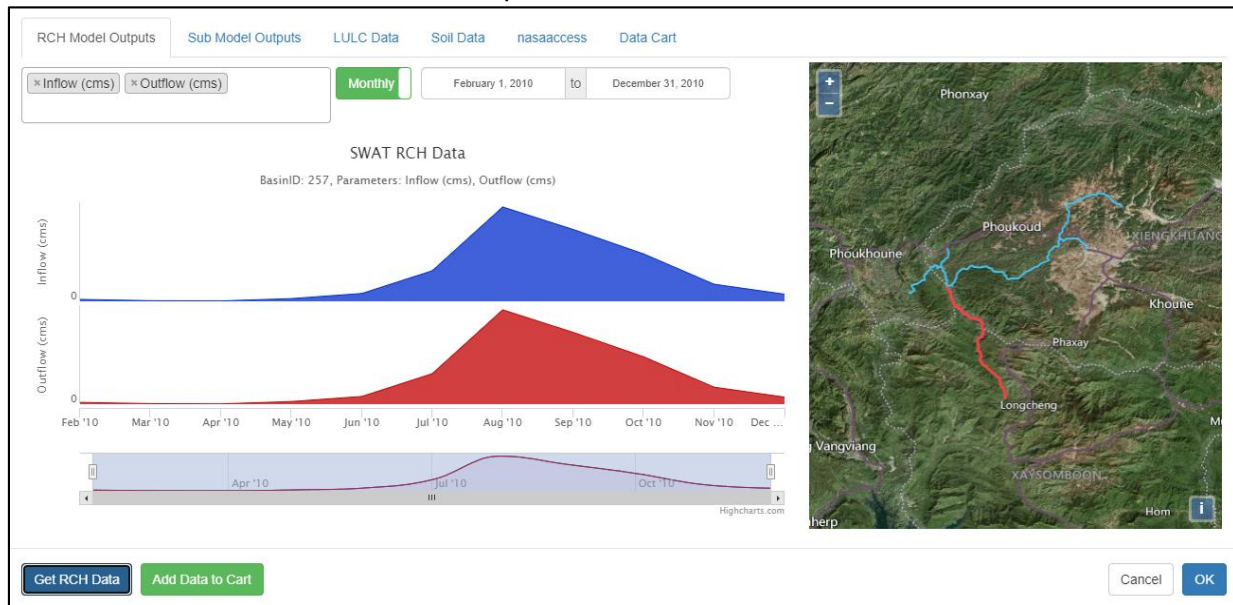 RCH Model Outputs Sub Model Outputs LULC Data Soil Data nasaaccess Data Cart
× Inflow (cms) × Outflow (cms)
Monthly
February 1, 2010 to December 31, 2010
SWAT RCH Data
BasinID: 257, Parameters: Inflow (cms), Outflow (cms)
Inflow (cms)
0
Outflow (cms)
0
Feb '10 Mar '10 Apr '10 May '10 Jun '10 Jul '10 Aug '10 Sep '10 Oct '10 Nov '10 Dec ...
Apr '10 Jul '10 Oct '10
Highcharts.com
+
−
Phonxay
Phoukoud
XIENGKHUANG
Phoukhoune
Khoune
Phaxay
Longcheng
Vangviang
XAYSOMBOON
Hom
i
herp
Get RCH Data Add Data to Cart Cancel OK